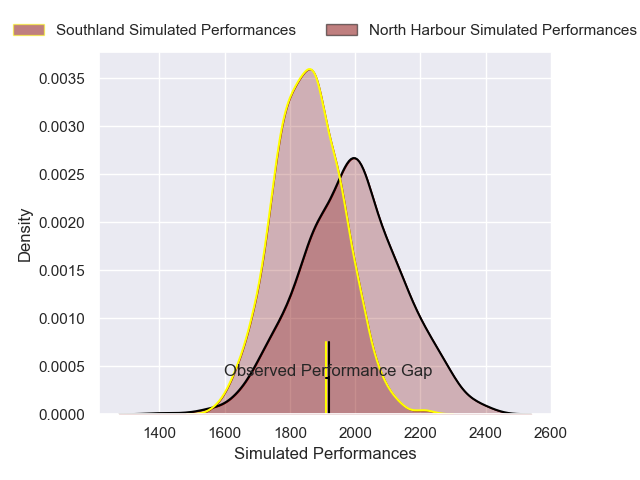 Southland Simulated Performances North Harbour Simulated Performances
0.0035
0.0030
0.0025
0.0020
0.0015
0.0010
0.0005
0.0000
Density
Observed Performance Gap
1400 1600 1800 2000 2200 2400 2600
Simulated Performances